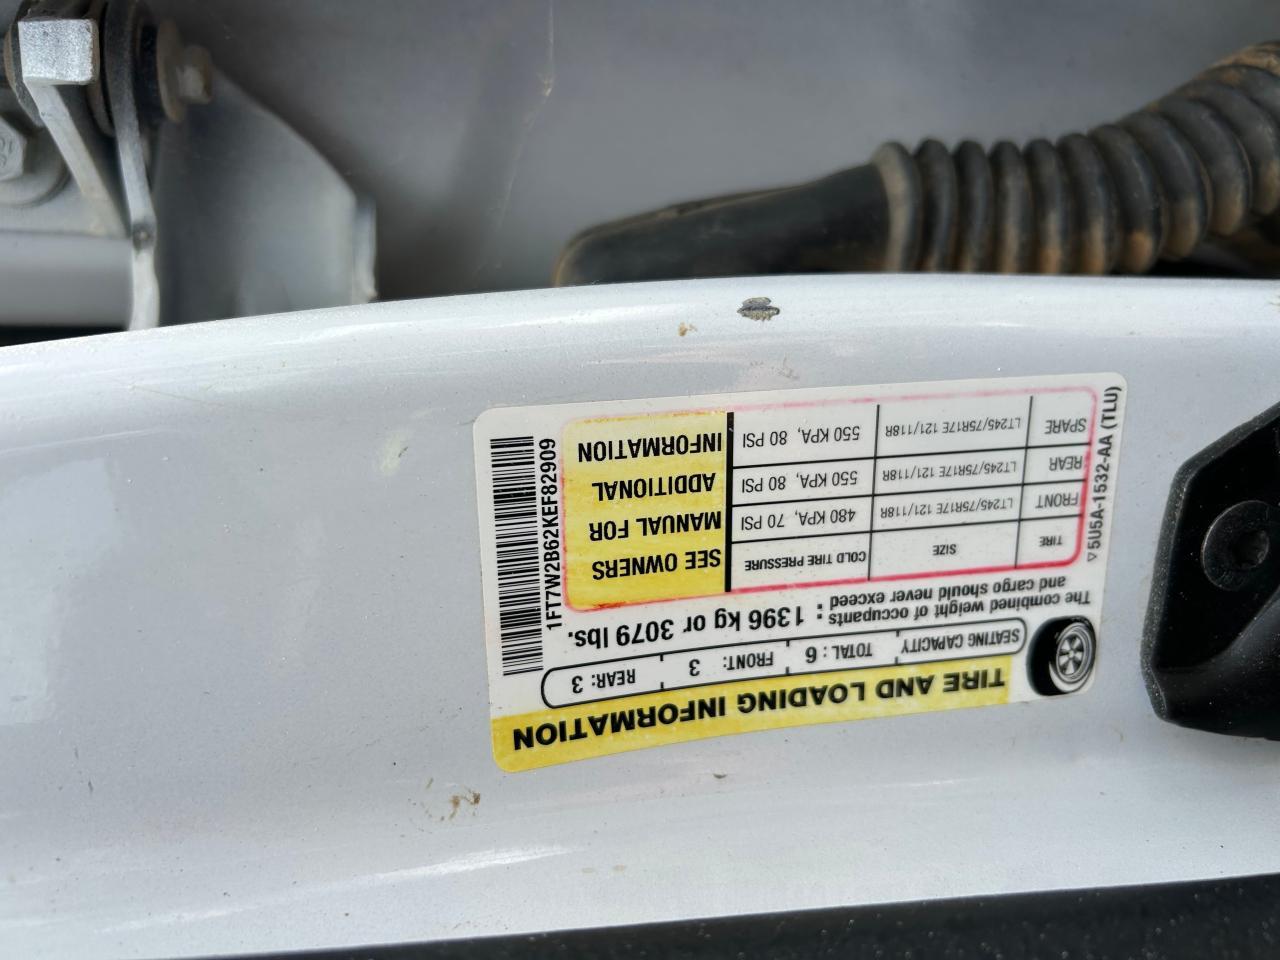 TIRE AND LOADING INFORMATION
SEATING CAPACITY TOTAL: 6 FRONT: 3 REAR: 3
The combined weight of occupants and cargo should never exceed : 1396 kg or 3079 lbs.
TIRE SIZE COLD TIRE PRESSURE
FRONT LT245/75R17E 121/118R 480 KPA, 70 PSI
REAR LT245/75R17E 121/118R 550 KPA, 80 PSI
SPARE LT245/75R17E 121/118R 550 KPA, 80 PSI
SEE OWNERS
MANUAL FOR
ADDITIONAL
INFORMATION
▽5U5A-1532-AA (TLU)
1FT7W2B62KEF82909